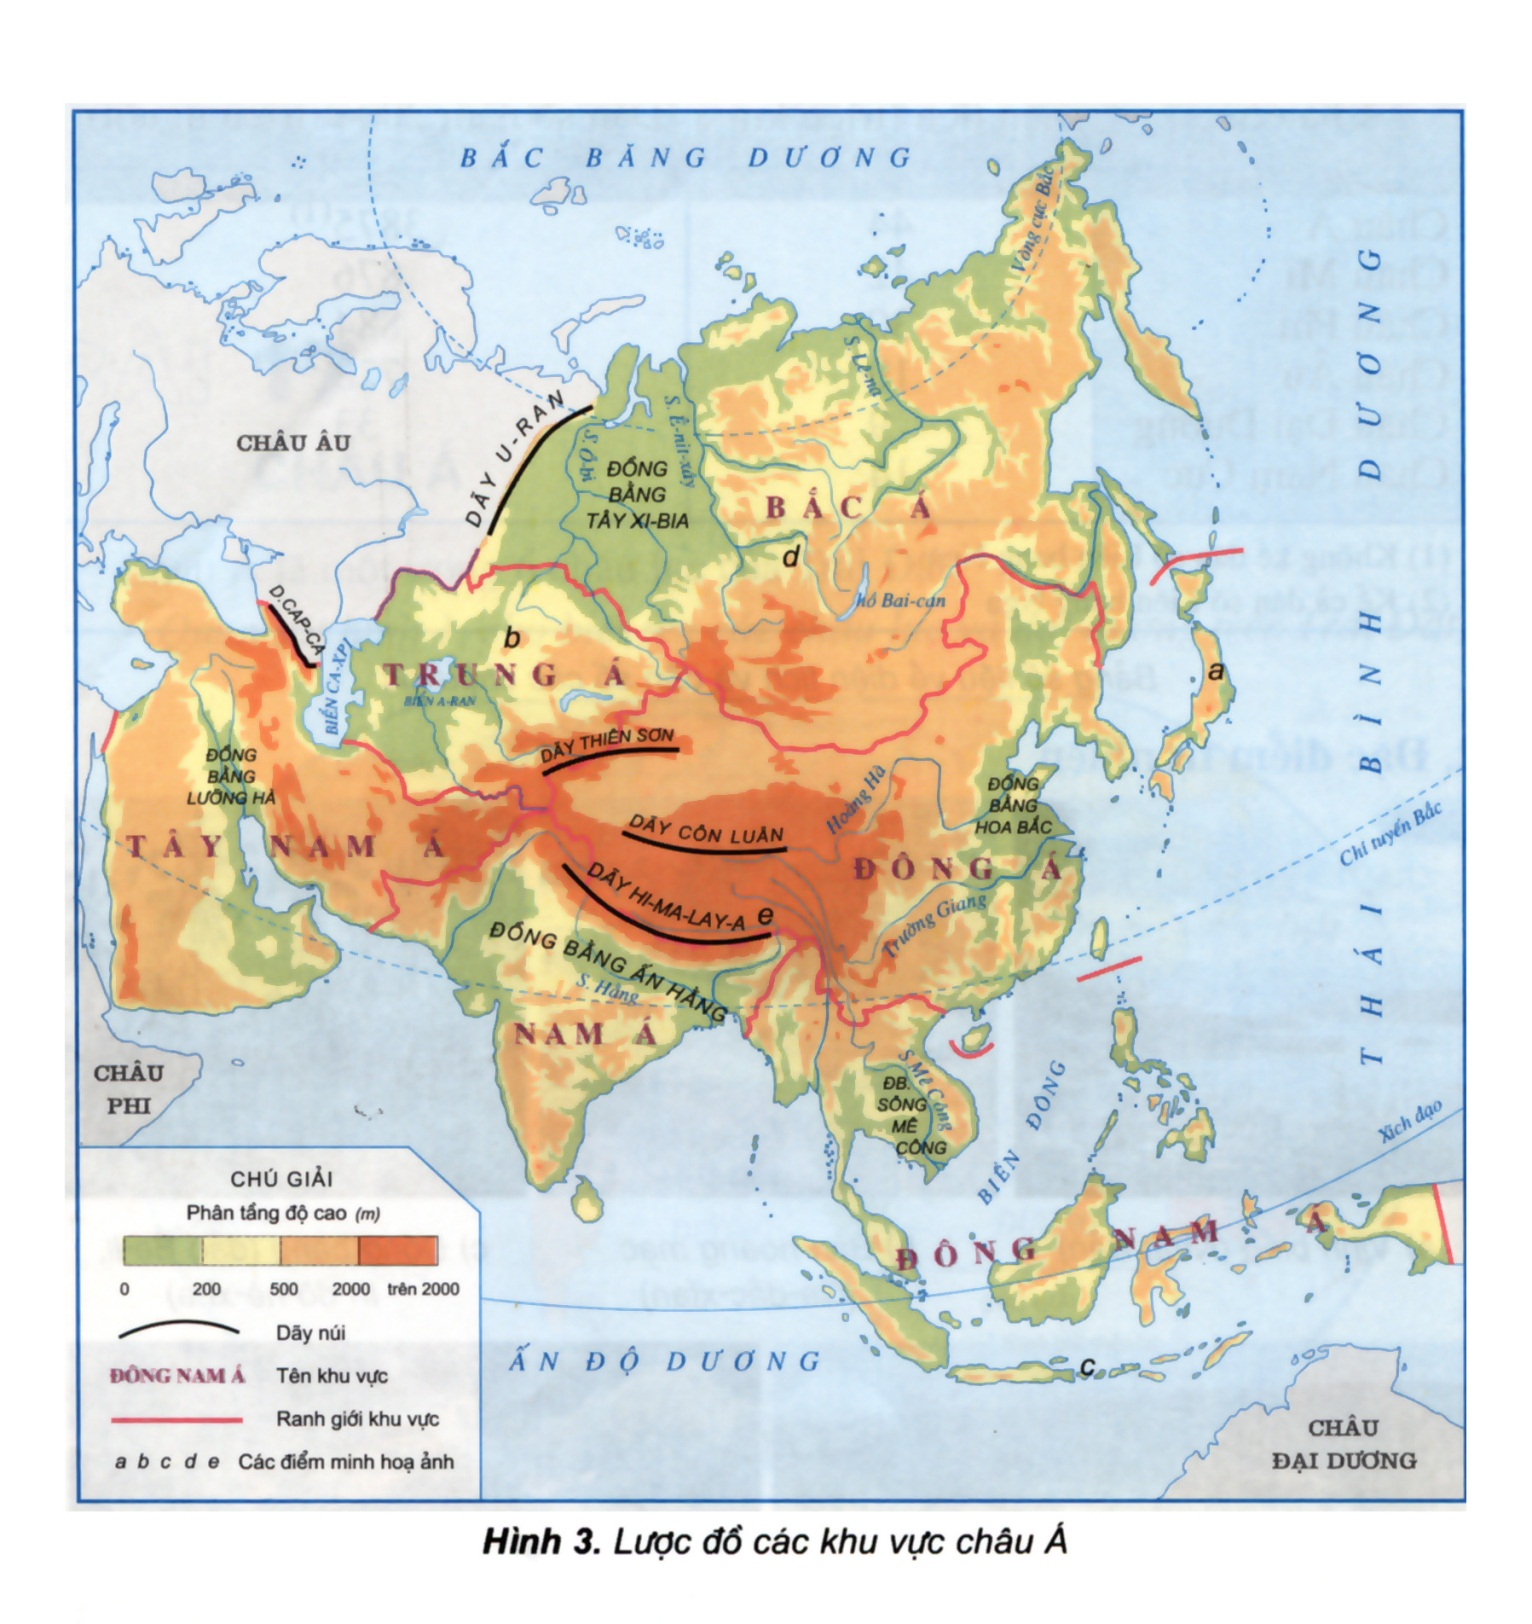 BẮC BĂNG DƯƠNG
Vòng cực Bắc
THÁI BÌNH DƯƠNG
CHÂU ÂU
DÃY U-RAN
S. Ô-bi
S. Ê-nit-xây
S. Lê-na
ĐỒNG
BẰNG
TÂY XI-BIA
BẮC Á
d
hồ Bai-can
D.CAP-CA
BIỂN CA-XPI
b
TRUNG Á
BIỂN A-RAN
a
DÃY THIÊN SƠN
ĐỒNG
BẰNG
LƯỠNG HÀ
TÂY NAM Á
DÃY CÔN LUÂN
Hoàng Hà
ĐỒNG
BẰNG
HOA BẮC
ĐÔNG Á
Chí tuyến Bắc
DÃY HI-MA-LAY-A
e
Trường Giang
ĐỒNG BẰNG ẤN HẰNG
S. Hằng
NAM Á
CHÂU
PHI
S.Mê Công
ĐB.
SÔNG
MÊ
CÔNG
BIỂN ĐÔNG
Xích đạo
ĐÔNG NAM Á
ẤN ĐỘ DƯƠNG
c
CHÂU
ĐẠI DƯƠNG
CHÚ GIẢI
Phân tầng độ cao (m)
0 200 500 2000 trên 2000
Dãy núi
ĐÔNG NAM Á Tên khu vực
Ranh giới khu vực
a b c d e Các điểm minh hoạ ảnh
Hình 3. Lược đồ các khu vực châu Á